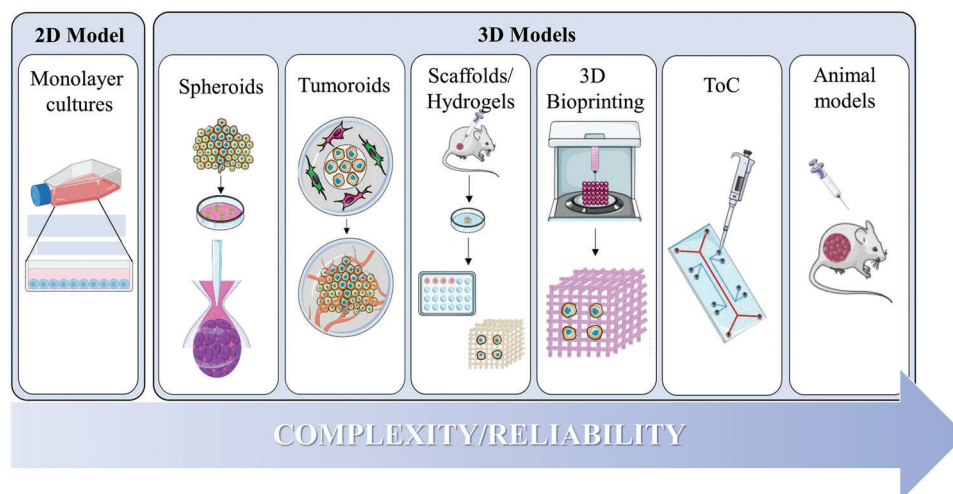 2D Model
3D Models
Monolayer
cultures
Spheroids
Tumoroids
Scaffolds/
Hydrogels
3D
Bioprinting
ToC
Animal
models
COMPLEXITY/RELIABILITY